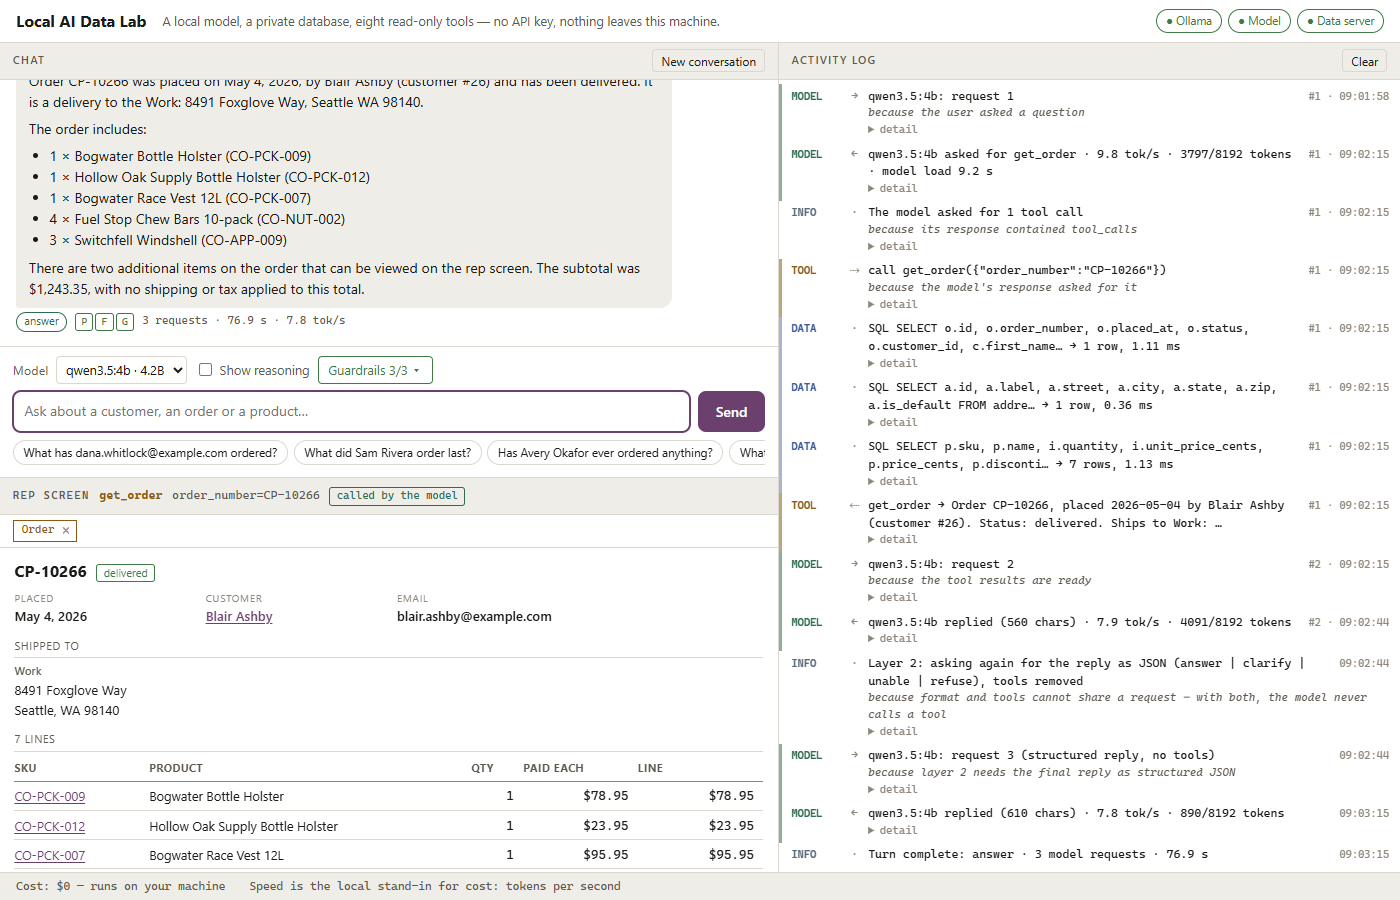 Local AI Data Lab A local model, a private database, eight read-only tools — no API key, nothing leaves this machine. ● Ollama ● Model ● Data server
CHAT New conversation
Order CP-10266 was placed on May 4, 2026, by Blair Ashby (customer #26) and has been delivered. It
is a delivery to the Work: 8491 Foxglove Way, Seattle WA 98140.
The order includes:
• 1 × Bogwater Bottle Holster (CO-PCK-009)
• 1 × Hollow Oak Supply Bottle Holster (CO-PCK-012)
• 1 × Bogwater Race Vest 12L (CO-PCK-007)
• 4 × Fuel Stop Chew Bars 10-pack (CO-NUT-002)
• 3 × Switchfell Windshell (CO-APP-009)
There are two additional items on the order that can be viewed on the rep screen. The subtotal was
$1,243.35, with no shipping or tax applied to this total.
answer P F G 3 requests · 76.9 s · 7.8 tok/s
Model qwen3.5:4b · 4.2B Show reasoning Guardrails 3/3 ▾
Ask about a customer, an order or a product… Send
What has dana.whitlock@example.com ordered? What did Sam Rivera order last? Has Avery Okafor ever ordered anything? What
REP SCREEN get_order order_number=CP-10266 called by the model
Order ×
CP-10266 delivered
PLACED CUSTOMER EMAIL
May 4, 2026 Blair Ashby blair.ashby@example.com
SHIPPED TO
Work
8491 Foxglove Way
Seattle, WA 98140
7 LINES
SKU PRODUCT QTY PAID EACH LINE
CO-PCK-009 Bogwater Bottle Holster 1 $78.95 $78.95
CO-PCK-012 Hollow Oak Supply Bottle Holster 1 $23.95 $23.95
CO-PCK-007 Bogwater Race Vest 12L 1 $95.95 $95.95
ACTIVITY LOG Clear
MODEL → qwen3.5:4b: request 1 #1 · 09:01:58
because the user asked a question
▶ detail
MODEL ← qwen3.5:4b asked for get_order · 9.8 tok/s · 3797/8192 tokens #1 · 09:02:15
· model load 9.2 s
▶ detail
INFO · The model asked for 1 tool call #1 · 09:02:15
because its response contained tool_calls
▶ detail
TOOL → call get_order({"order_number":"CP-10266"}) #1 · 09:02:15
because the model's response asked for it
▶ detail
DATA · SQL SELECT o.id, o.order_number, o.placed_at, o.status, #1 · 09:02:15
o.customer_id, c.first_name… → 1 row, 1.11 ms
▶ detail
DATA · SQL SELECT a.id, a.label, a.street, a.city, a.state, a.zip, #1 · 09:02:15
a.is_default FROM addre… → 1 row, 0.36 ms
▶ detail
DATA · SQL SELECT p.sku, p.name, i.quantity, i.unit_price_cents, #1 · 09:02:15
p.price_cents, p.disconti… → 7 rows, 1.13 ms
▶ detail
TOOL ← get_order → Order CP-10266, placed 2026-05-04 by Blair Ashby #1 · 09:02:15
(customer #26). Status: delivered. Ships to Work: …
▶ detail
MODEL → qwen3.5:4b: request 2 #2 · 09:02:15
because the tool results are ready
▶ detail
MODEL ← qwen3.5:4b replied (560 chars) · 7.9 tok/s · 4091/8192 tokens #2 · 09:02:44
▶ detail
INFO · Layer 2: asking again for the reply as JSON (answer | clarify | 09:02:44
unable | refuse), tools removed
because format and tools cannot share a request — with both, the model never
calls a tool
▶ detail
MODEL → qwen3.5:4b: request 3 (structured reply, no tools) 09:02:44
because layer 2 needs the final reply as structured JSON
▶ detail
MODEL ← qwen3.5:4b replied (610 chars) · 7.8 tok/s · 890/8192 tokens 09:03:15
▶ detail
INFO · Turn complete: answer · 3 model requests · 76.9 s 09:03:15
Cost: $0 — runs on your machine Speed is the local stand-in for cost: tokens per second